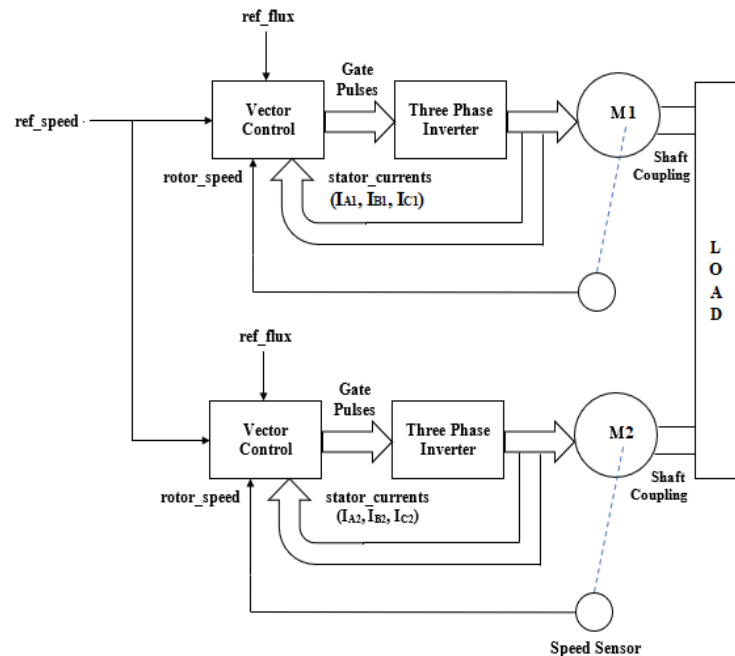 ref_flux
Gate
Pulses
Vector
Control
Three Phase
Inverter
M1
ref_speed
Shaft
Coupling
rotor_speed
stator_currents
(IA1, IB1, IC1)
L
O
A
D
ref_flux
Gate
Pulses
Vector
Control
Three Phase
Inverter
M2
Shaft
Coupling
rotor_speed
stator_currents
(IA2, IB2, IC2)
Speed Sensor